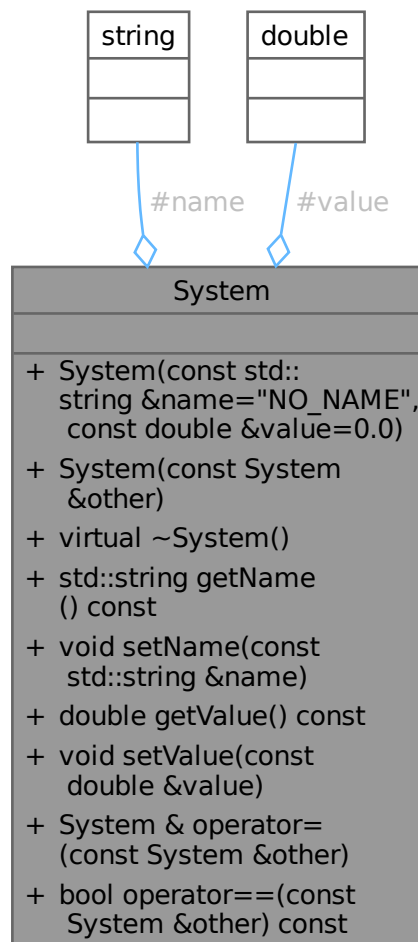 string
double
#name
#value
System
+ System(const std::
string &name="NO_NAME",
const double &value=0.0)
+ System(const System
&other)
+ virtual ~System()
+ std::string getName
() const
+ void setName(const
std::string &name)
+ double getValue() const
+ void setValue(const
double &value)
+ System & operator=
(const System &other)
+ bool operator==(const
System &other) const